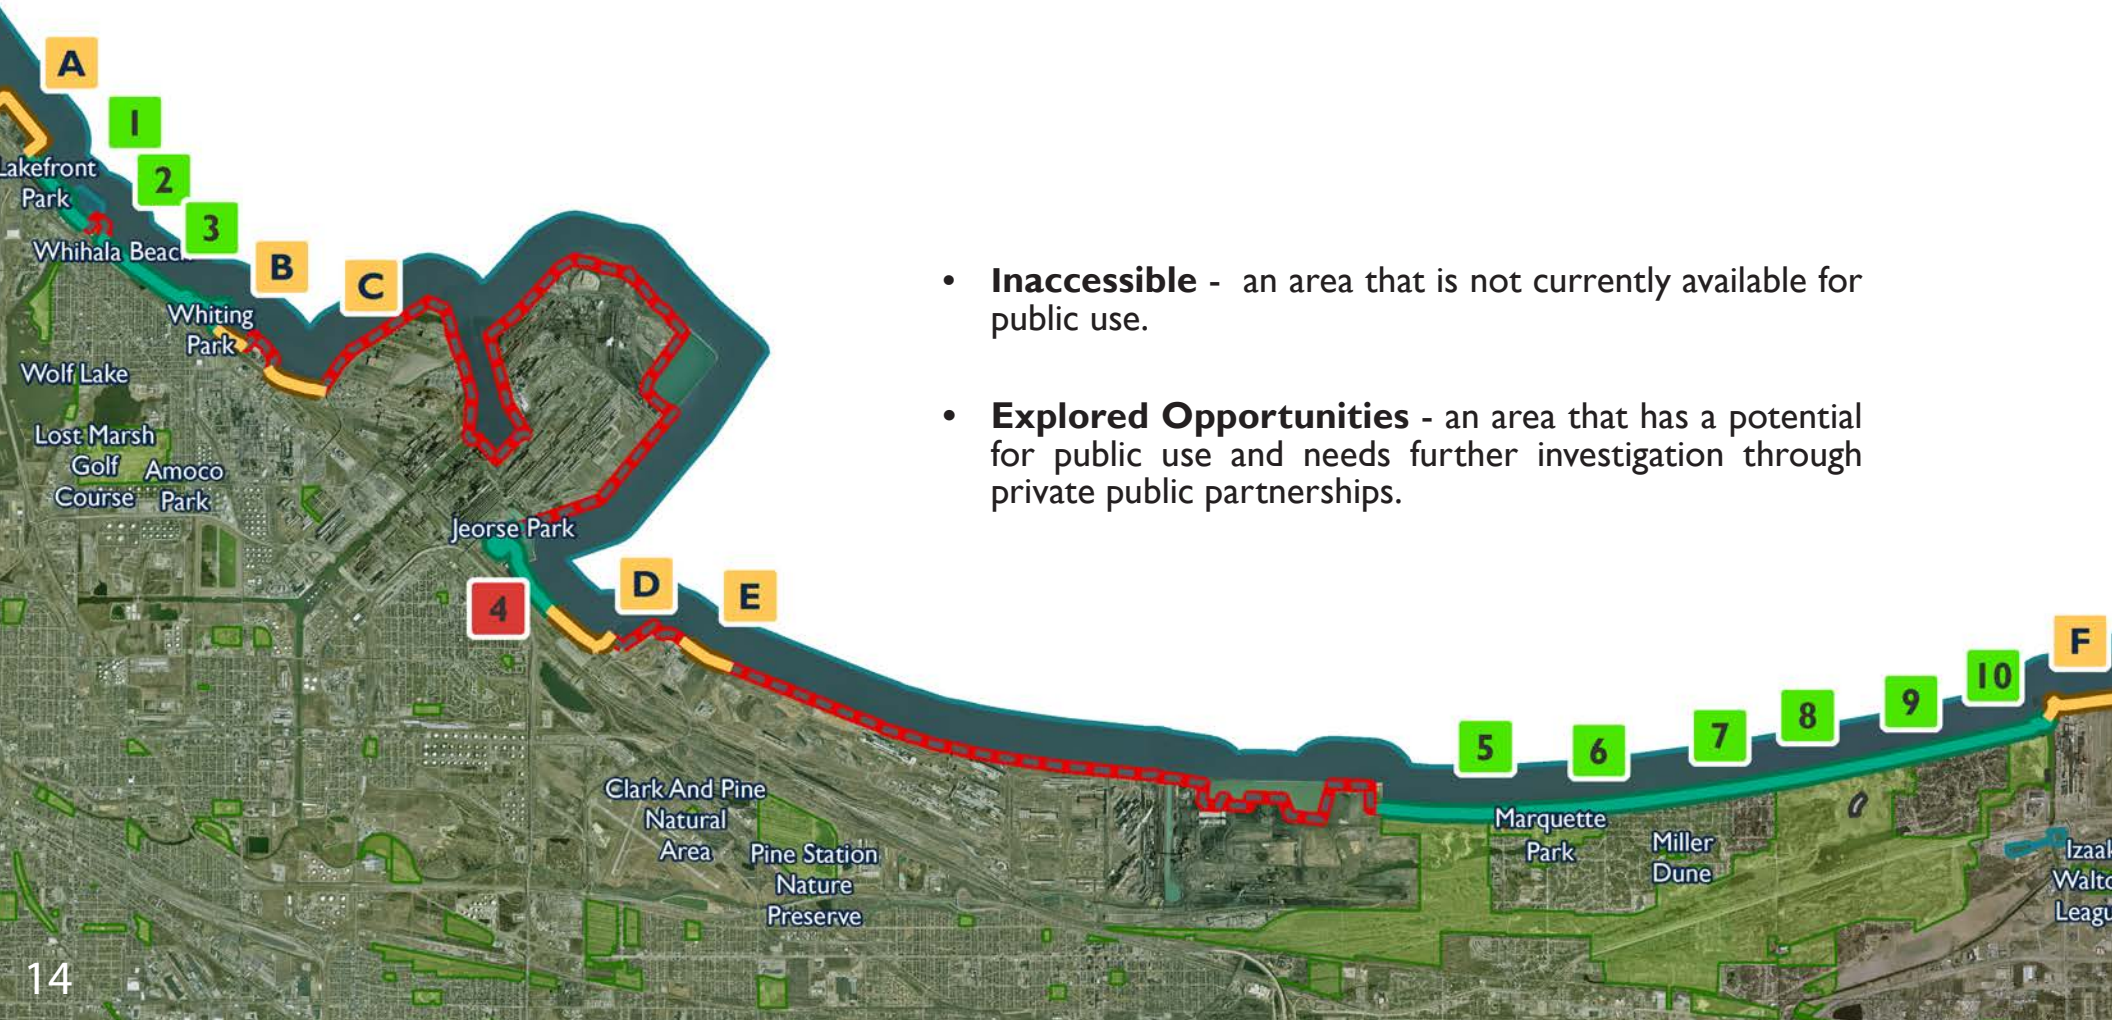 A
1
2
3
B
C
Lakefront
Park
Whihala Beach
Whiting
Park
Wolf Lake
Lost Marsh
Golf
Course
Amoco
Park
Jeorse Park
• Inaccessible - an area that is not currently available for
public use.
• Explored Opportunities - an area that has a potential
for public use and needs further investigation through
private public partnerships.
4
D
E
5
6
7
8
9
10
F
Clark And Pine
Natural
Area
Pine Station
Nature
Preserve
Marquette
Park
Miller
Dune
Izaak
Walto
Leagu
14